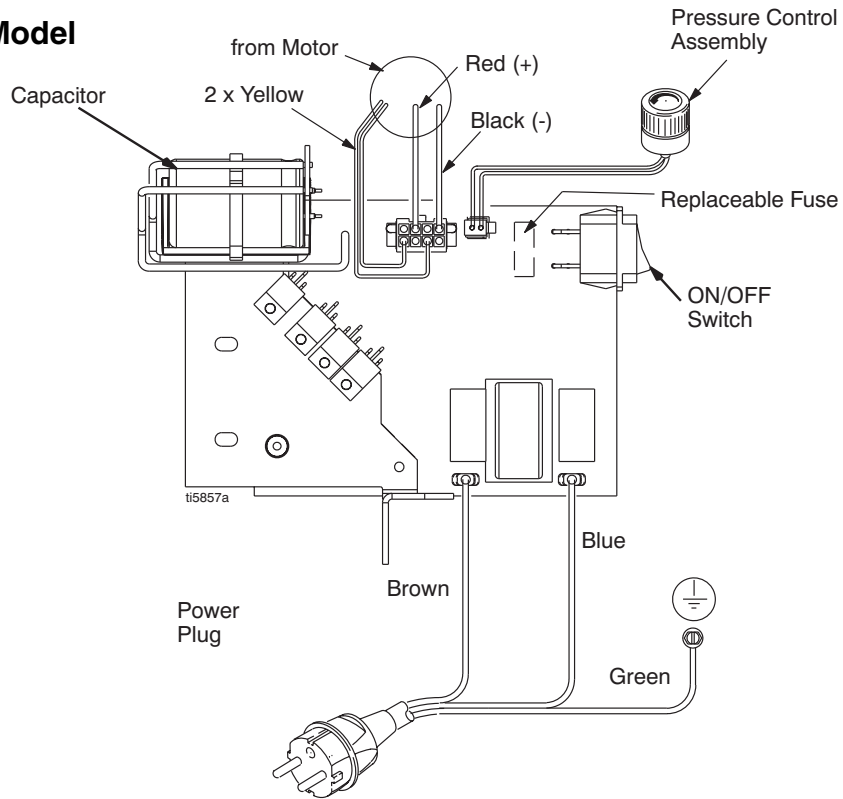 Model
from Motor
Red (+)
Pressure Control
Assembly
Capacitor
2 x Yellow
Black (-)
Replaceable Fuse
ON/OFF
Switch
ti5857a
Blue
Brown
Power
Plug
Green